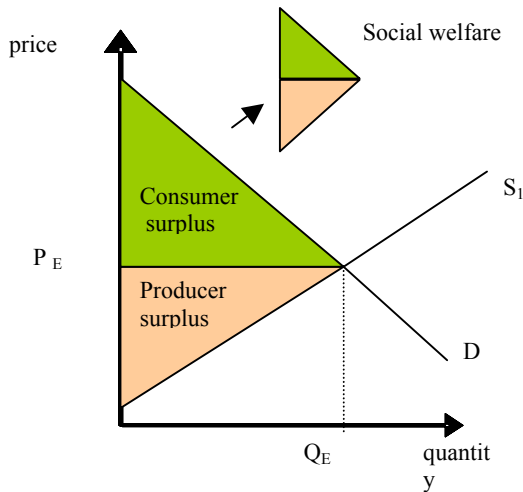 price
Social welfare
S1
Consumer
surplus
P E
Producer
surplus
D
QE
quantit
y